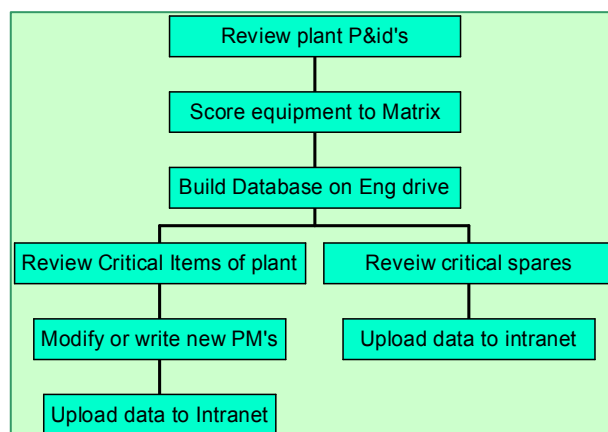 Review plant P&id's
Score equipment to Matrix
Build Database on Eng drive
Review Critical Items of plant
Reveiw critical spares
Modify or write new PM's
Upload data to intranet
Upload data to Intranet